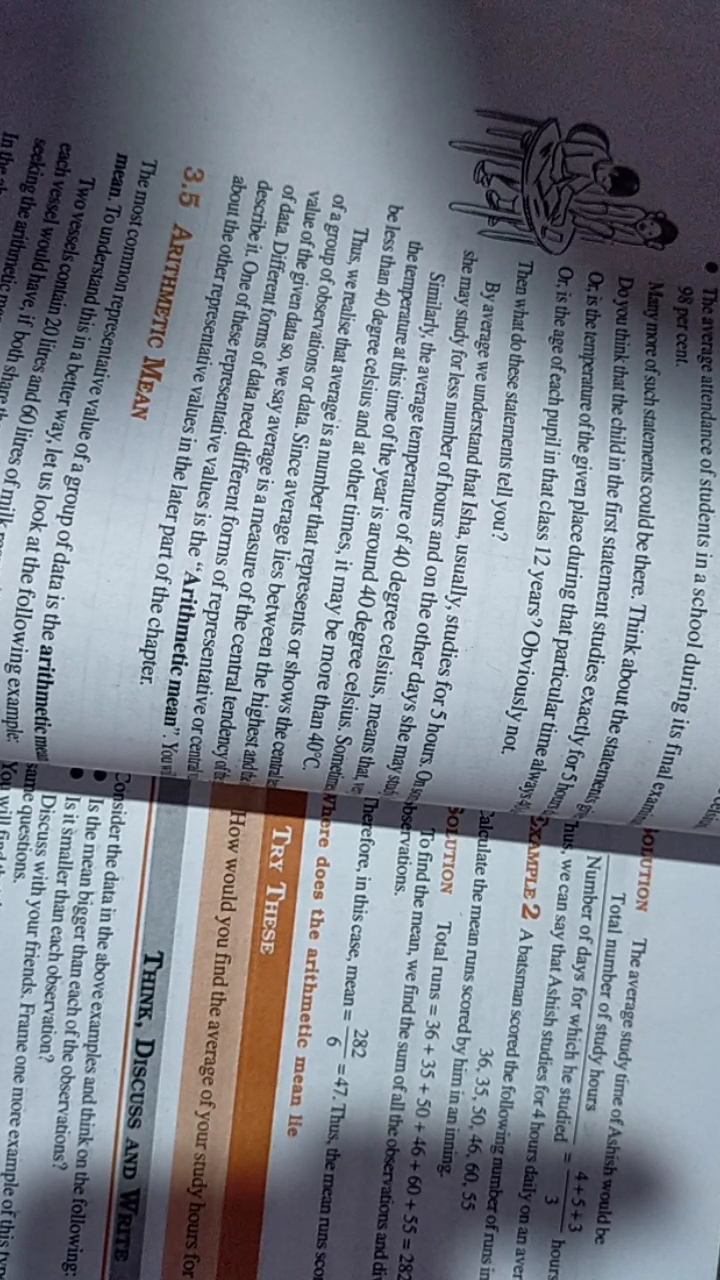 The average attendance of students in a school during its final
98 per cent.
Many more of such statements could be there. Think about the statements
Do you think that the child in the first statement studies exactly for 5 hours
Or, is the temperature of the given place during that particular time always
Or, is the age of each pupil in that class 12 years? Obviously not.
Then what do these statements tell you?
By average we understand that Isha, usually, studies for 5 hours. On
she may study for less number of hours and on the other days she may
Similarly, the average temperature of 40 degree celsius, means that,
the temperature at this time of the year is around 40 degree celsius. Sometimes
be less than 40 degree celsius and at other times, it may be more than 40°C.
Thus, we realise that average is a number that represents or shows the central
of a group of observations or data. Since average lies between the highest and
value of the given data so, we say average is a measure of the central tendency of
of data. Different forms of data need different forms of representative or central
describe it. One of these representative values is the "Arithmetic mean". You
about the other representative values in the later part of the chapter.
3.5 ARITHMETIC MEAN
The most common representative value of a group of data is the arithmetic
mean. To understand this in a better way, let us look at the following example:
Two vessels contain 20 litres and 60 litres of milk
each vessel would have, if both share the
seeking the arithmetic
In the
SOLUTION The average study time of Ashish would be
Total number of study hours
Number of days for which he studied = 4 + 5 + 3 / 3 hours
Thus, we can say that Ashish studies for 4 hours daily on an
EXAMPLE 2 A batsman scored the following number of runs in
36, 35, 50, 46, 60, 55
Calculate the mean runs scored by him in an inning.
SOLUTION Total runs = 36 + 35 + 50 + 46 + 60 + 55 = 282
To find the mean, we find the sum of all the observations and
observations.
Therefore, in this case, mean = 282 / 6 = 47. Thus, the mean runs
Where does the arithmetic mean lie
TRY THESE
How would you find the average of your study hours for
THINK, DISCUSS AND WRITE
Consider the data in the above examples and think on the following:
• Is the mean bigger than each of the observations?
• Is it smaller than each observation?
Discuss with your friends. Frame one more example of this
same questions.
You will find